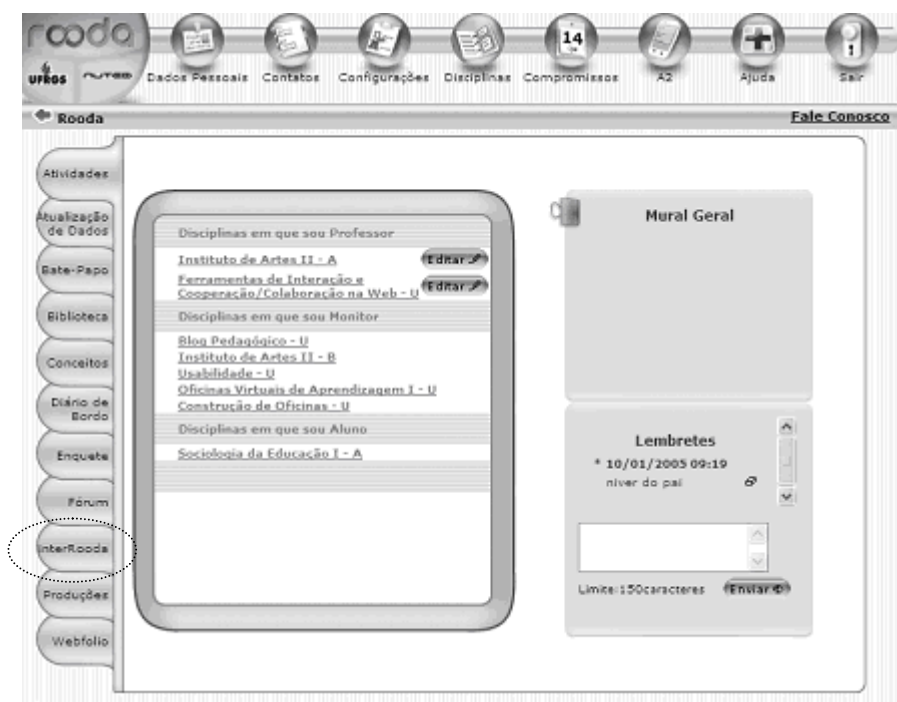 rooda
UFRGS
NUTED
Dados Pessoais
Contatos
Configurações
Disciplinas
14
Compromissos
A2
Ajuda
Sair
Rooda
Fale Conosco
Atividades
Atualização
de Dados
Bate-Papo
Biblioteca
Conceitos
Diário de
Bordo
Enquete
Fórum
InterRooda
Produções
Webfolio
Disciplinas em que sou Professor
Instituto de Artes II - A
Editar
Ferramentas de Interação e
Cooperação/Colaboração na Web - U
Editar
Disciplinas em que sou Monitor
Blog Pedagógico - U
Instituto de Artes II - B
Usabilidade - U
Oficinas Virtuais de Aprendizagem I - U
Construção de Oficinas - U
Disciplinas em que sou Aluno
Sociologia da Educação I - A
Mural Geral
Lembretes
* 10/01/2005 09:19
niver do pai
Limite:150caracteres
Enviar